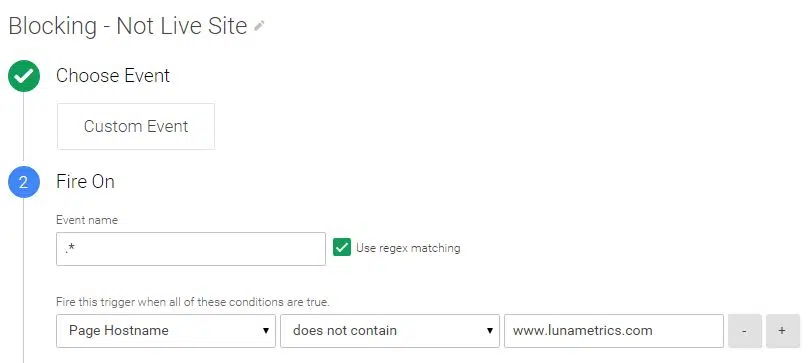 Blocking - Not Live Site
Choose Event
Custom Event
2 Fire On
Event name
.* Use regex matching
Fire this trigger when all of these conditions are true.
Page Hostname does not contain www.lunametrics.com - +